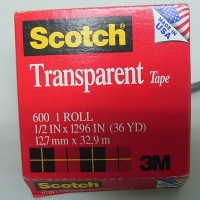 Scotch
MADE IN USA
Transparent Tape
600 1 ROLL
1/2 IN x 1296 IN (36 YD)
12,7 mm x 32,9 m
3M